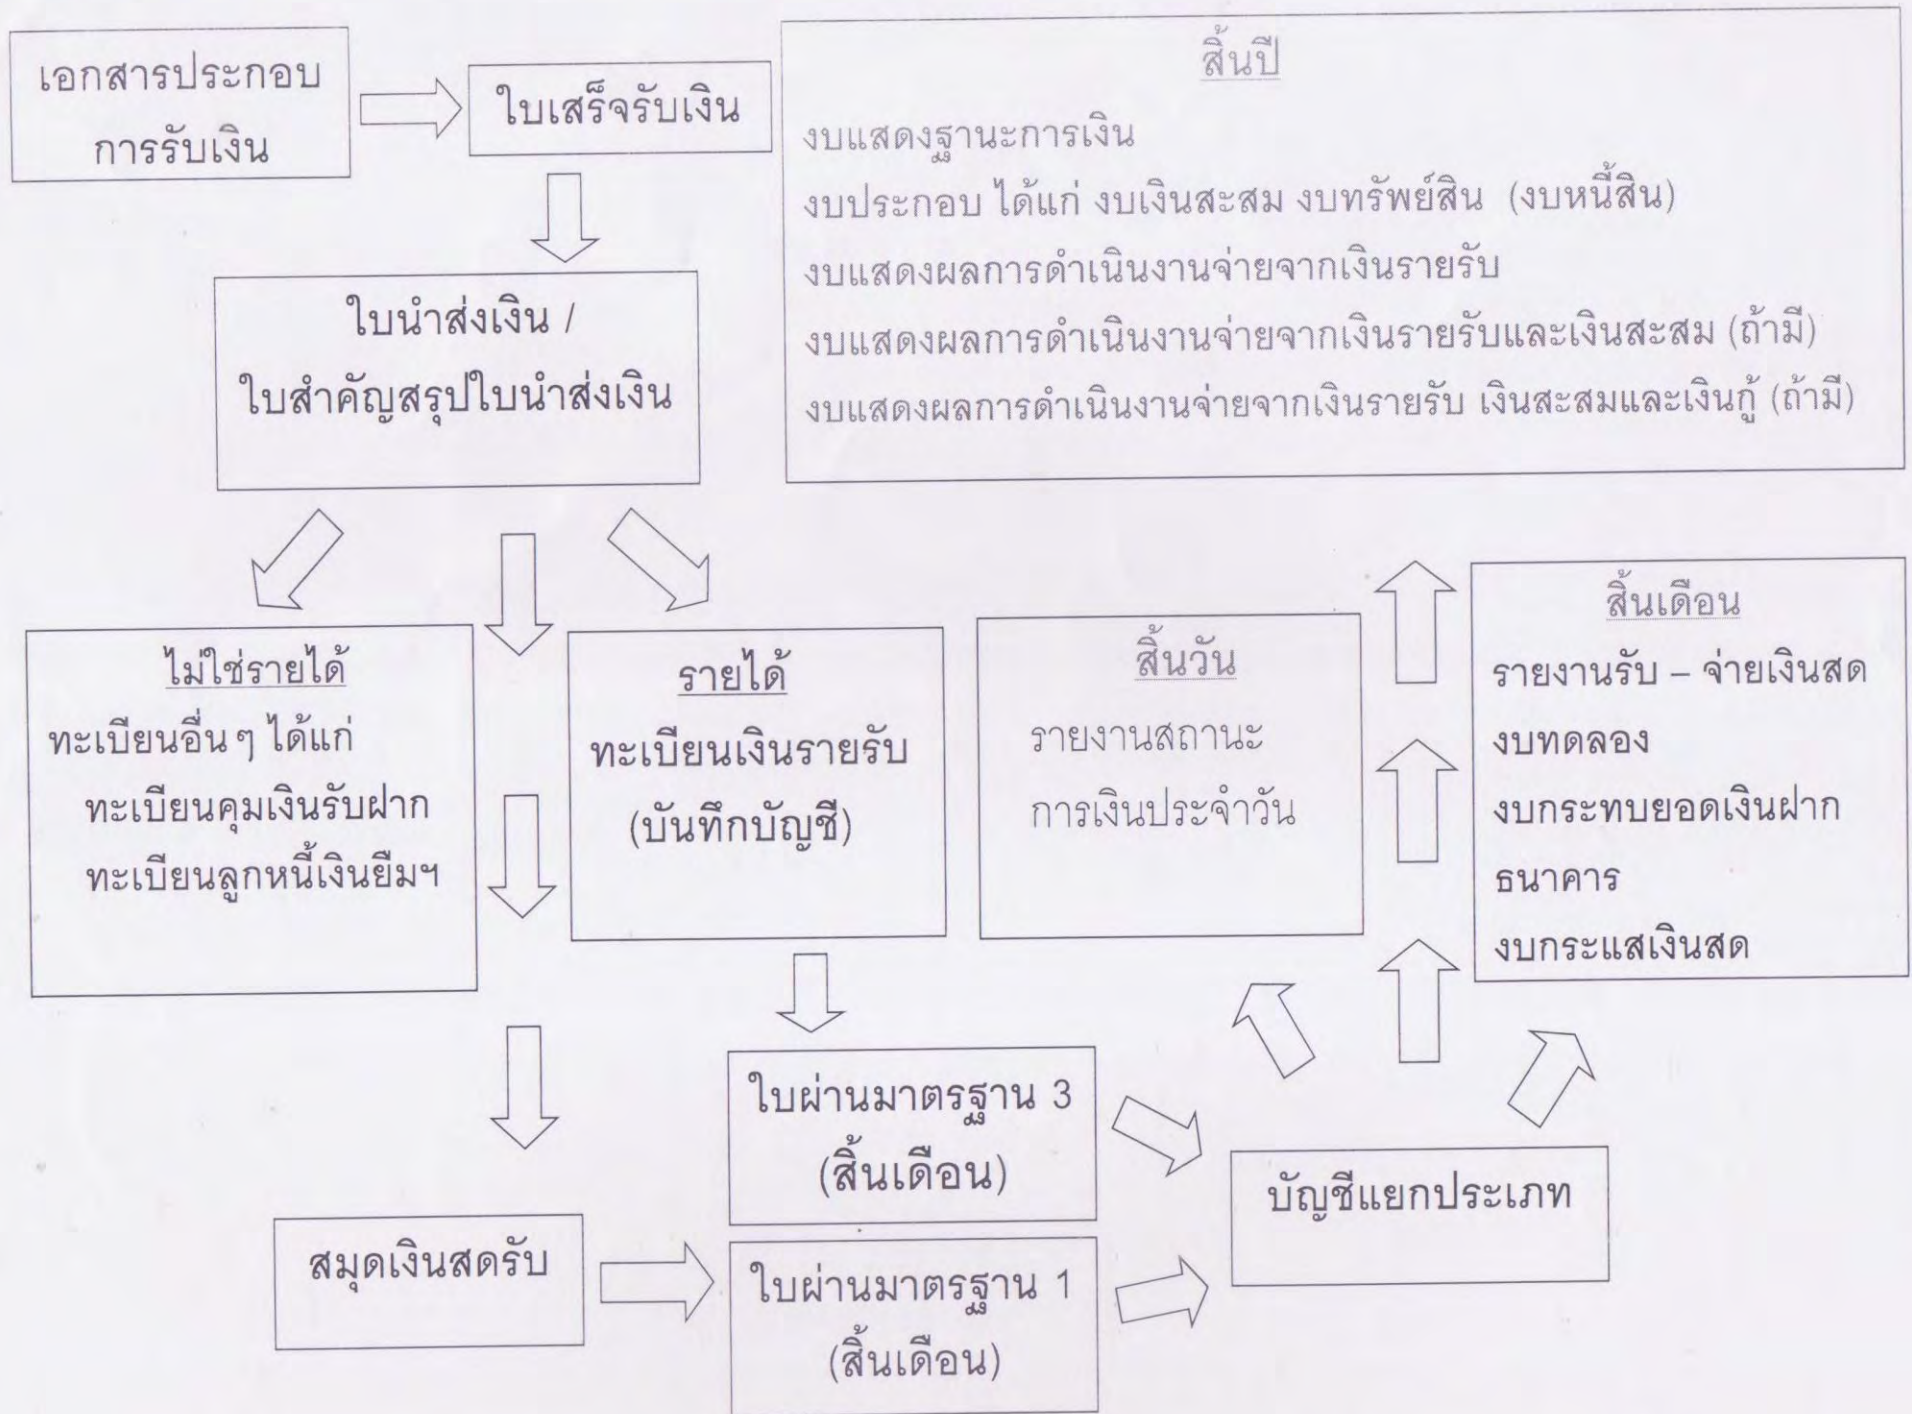 เอกสารประกอบ
การรับเงิน
ใบเสร็จรับเงิน
สิ้นปี
งบแสดงฐานะการเงิน
งบประกอบ ได้แก่ งบเงินสะสม งบทรัพย์สิน (งบหนี้สิน)
งบแสดงผลการดำเนินงานจ่ายจากเงินรายรับ
งบแสดงผลการดำเนินงานจ่ายจากเงินรายรับและเงินสะสม (ถ้ามี)
งบแสดงผลการดำเนินงานจ่ายจากเงินรายรับ เงินสะสมและเงินกู้ (ถ้ามี)
ใบนำส่งเงิน /
ใบสำคัญสรุปใบนำส่งเงิน
ไม่ใช่รายได้
ทะเบียนอื่นๆ ได้แก่
ทะเบียนคุมเงินรับฝาก
ทะเบียนลูกหนี้เงินยืมฯ
รายได้
ทะเบียนเงินรายรับ
(บันทึกบัญชี)
สิ้นวัน
รายงานสถานะ
การเงินประจำวัน
สิ้นเดือน
รายงานรับ – จ่ายเงินสด
งบทดลอง
งบกระทบยอดเงินฝาก
ธนาคาร
งบกระแสเงินสด
ใบผ่านมาตรฐาน 3
(สิ้นเดือน)
บัญชีแยกประเภท
สมุดเงินสดรับ
ใบผ่านมาตรฐาน 1
(สิ้นเดือน)